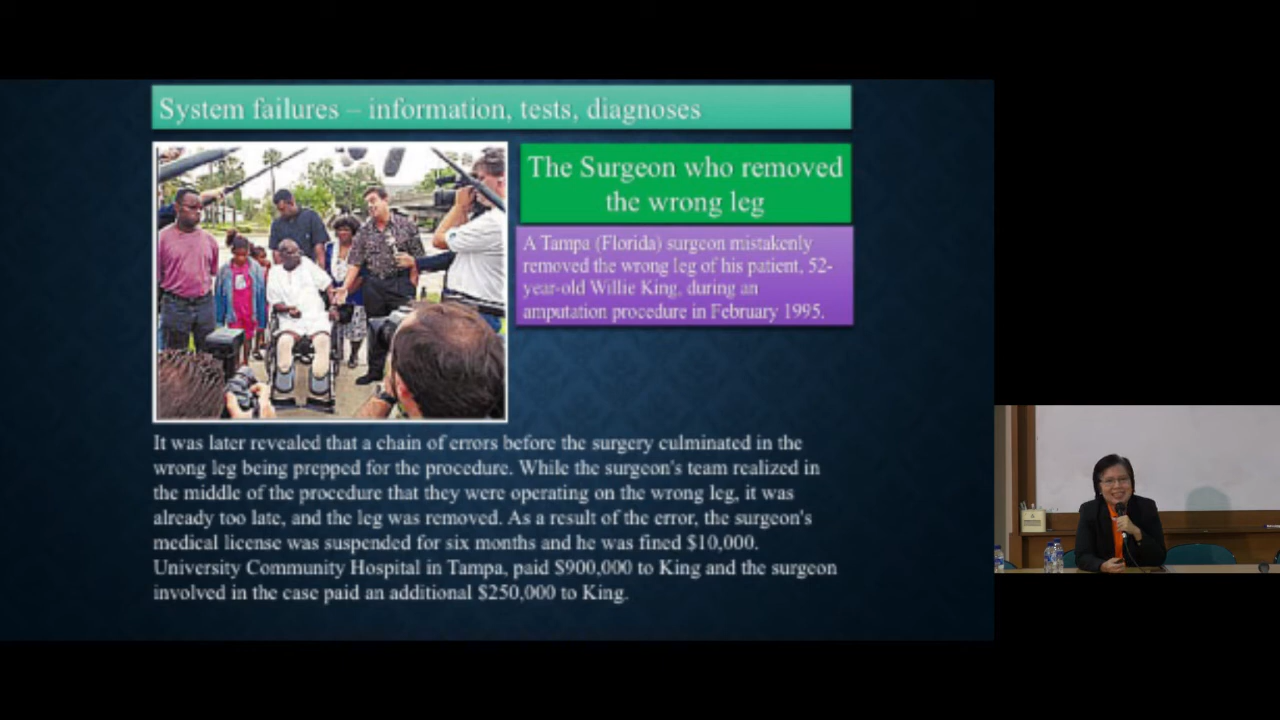 System failures – information, tests, diagnoses
The Surgeon who removed
the wrong leg
A Tampa (Florida) surgeon mistakenly
removed the wrong leg of his patient, 52-
year-old Willie King, during an
amputation procedure in February 1995.
It was later revealed that a chain of errors before the surgery culminated in the
wrong leg being prepped for the procedure. While the surgeon's team realized in
the middle of the procedure that they were operating on the wrong leg, it was
already too late, and the leg was removed. As a result of the error, the surgeon's
medical license was suspended for six months and he was fined $10,000.
University Community Hospital in Tampa, paid $900,000 to King and the surgeon
involved in the case paid an additional $250,000 to King.